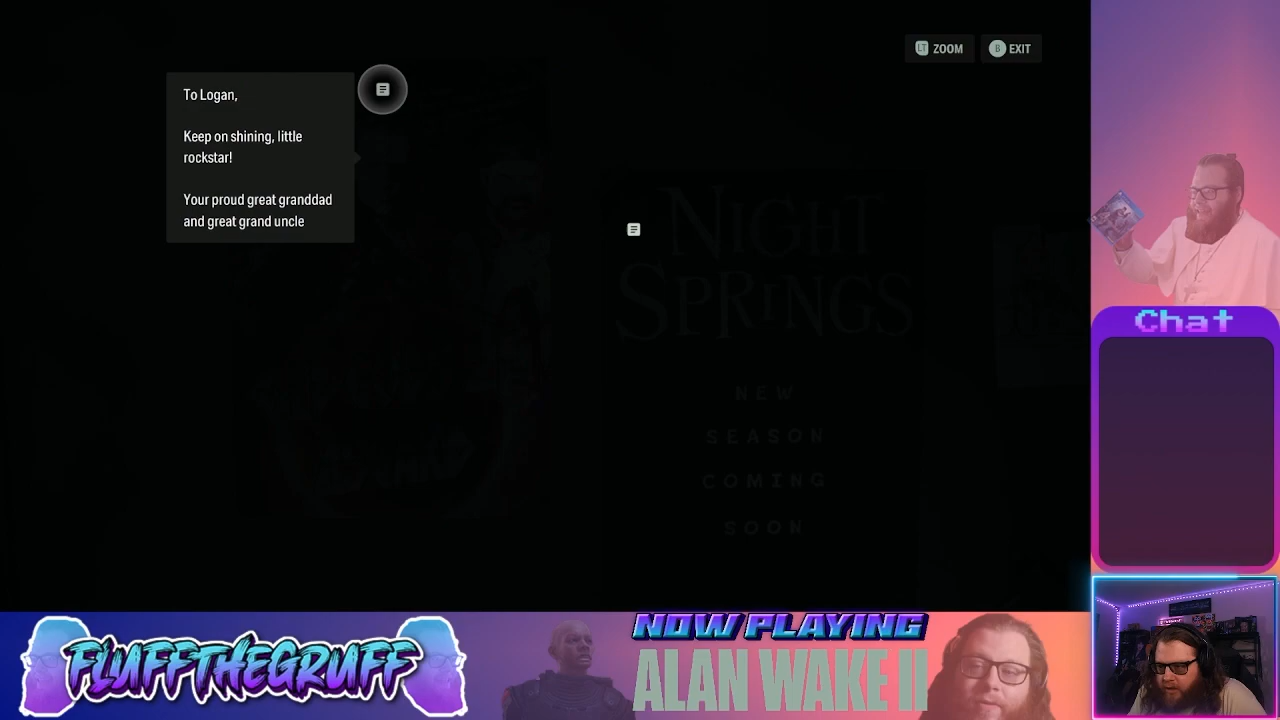 LT ZOOM
B EXIT
To Logan,
Keep on shining, little
rockstar!
Your proud great granddad
and great grand uncle
NIGHT
SPRINGS
NEW
SEASON
COMING
SOON
Chat
FLUFFTHEGRUFF
NOW PLAYING
ALAN WAKE II